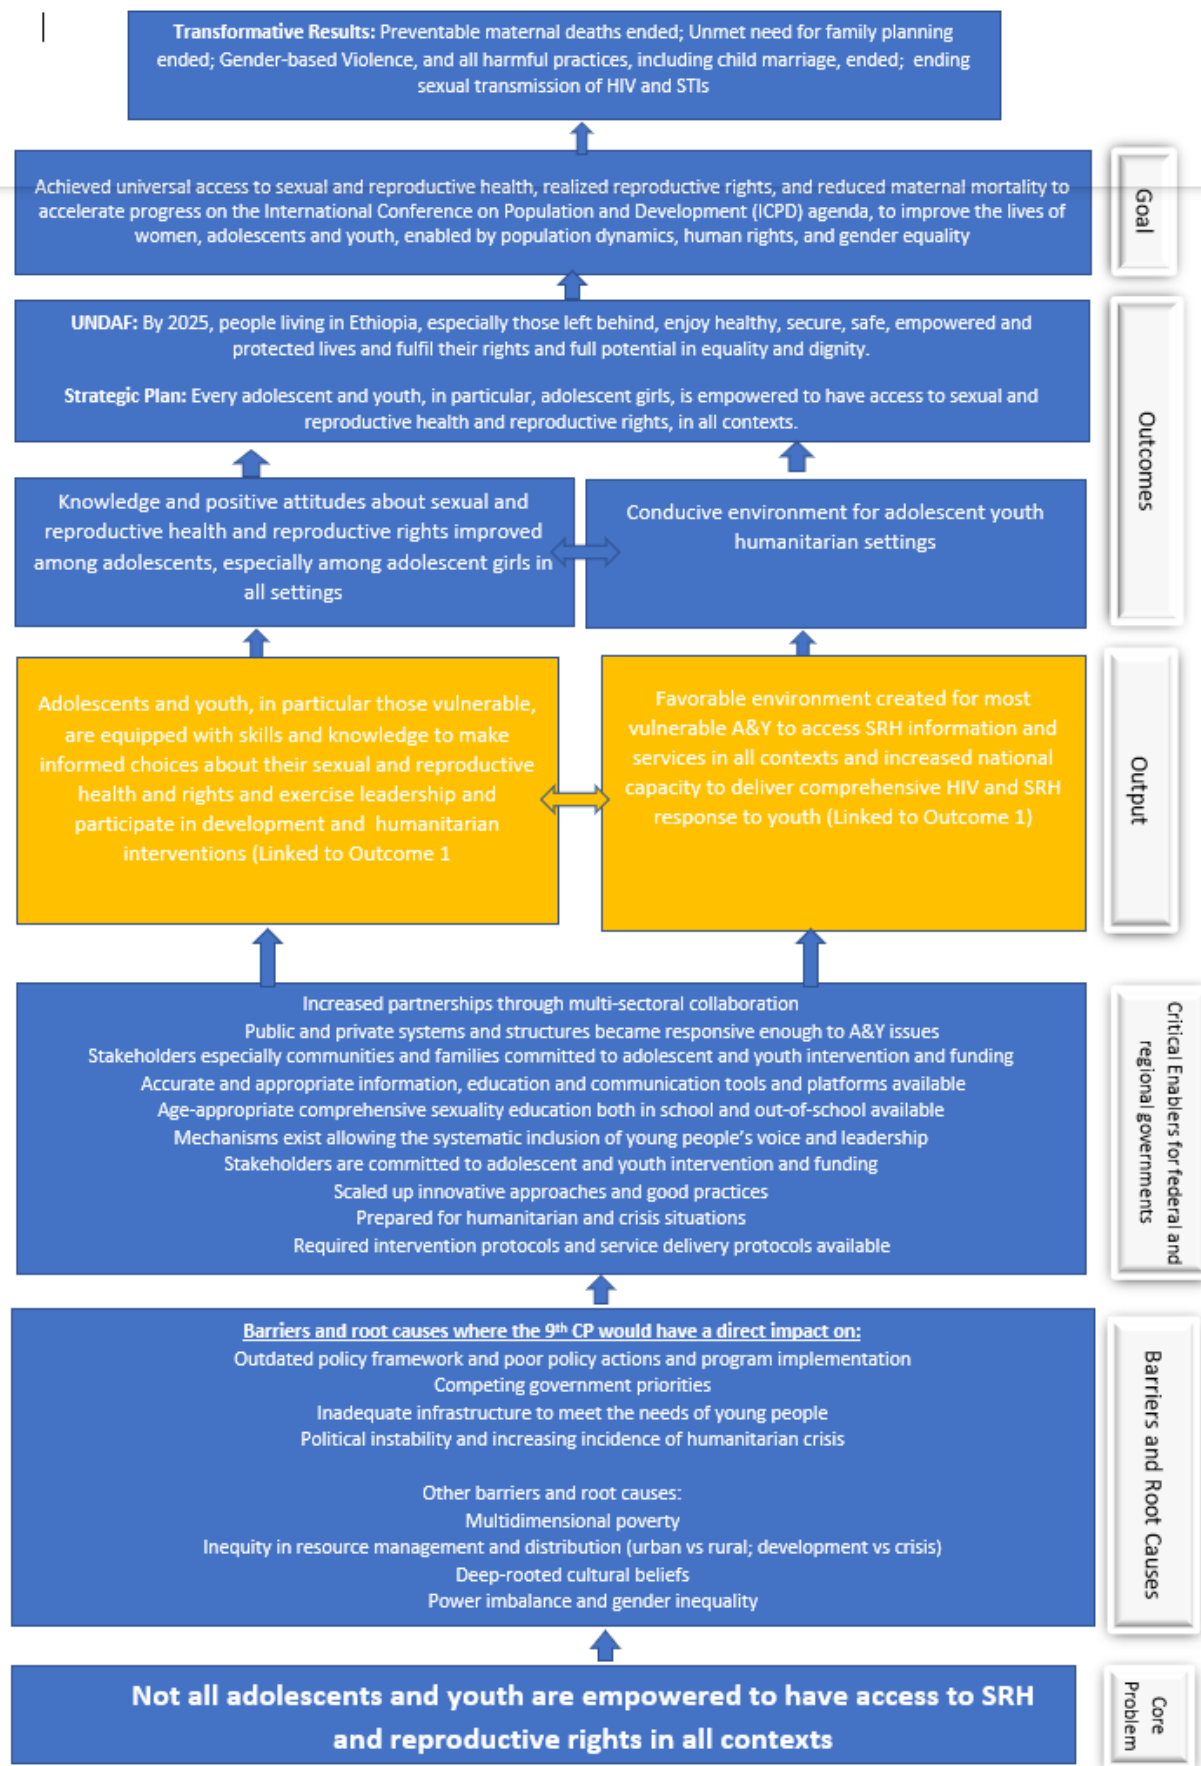 Transformative Results: Preventable maternal deaths ended; Unmet need for family planning
ended; Gender-based Violence, and all harmful practices, including child marriage, ended; ending
sexual transmission of HIV and STIs
Achieved universal access to sexual and reproductive health, realized reproductive rights, and reduced maternal mortality to
accelerate progress on the International Conference on Population and Development (ICPD) agenda, to improve the lives of
women, adolescents and youth, enabled by population dynamics, human rights, and gender equality
Goal
UNDAF: By 2025, people living in Ethiopia, especially those left behind, enjoy healthy, secure, safe, empowered and
protected lives and fulfil their rights and full potential in equality and dignity.
Strategic Plan: Every adolescent and youth, in particular, adolescent girls, is empowered to have access to sexual and
reproductive health and reproductive rights, in all contexts.
Outcomes
Knowledge and positive attitudes about sexual and
reproductive health and reproductive rights improved
among adolescents, especially among adolescent girls in
all settings
Conducive environment for adolescent youth
humanitarian settings
Adolescents and youth, in particular those vulnerable,
are equipped with skills and knowledge to make
informed choices about their sexual and reproductive
health and rights and exercise leadership and
participate in development and humanitarian
interventions (Linked to Outcome 1
Favorable environment created for most
vulnerable A&Y to access SRH information and
services in all contexts and increased national
capacity to deliver comprehensive HIV and SRH
response to youth (Linked to Outcome 1)
Output
Increased partnerships through multi-sectoral collaboration
Public and private systems and structures became responsive enough to A&Y issues
Stakeholders especially communities and families committed to adolescent and youth intervention and funding
Accurate and appropriate information, education and communication tools and platforms available
Age-appropriate comprehensive sexuality education both in school and out-of-school available
Mechanisms exist allowing the systematic inclusion of young people's voice and leadership
Stakeholders are committed to adolescent and youth intervention and funding
Scaled up innovative approaches and good practices
Prepared for humanitarian and crisis situations
Required intervention protocols and service delivery protocols available
Critical Enablers for federal and
regional governments
Barriers and root causes where the 9th CP would have a direct impact on:
Outdated policy framework and poor policy actions and program implementation
Competing government priorities
Inadequate infrastructure to meet the needs of young people
Political instability and increasing incidence of humanitarian crisis
Other barriers and root causes:
Multidimensional poverty
Inequity in resource management and distribution (urban vs rural; development vs crisis)
Deep-rooted cultural beliefs
Power imbalance and gender inequality
Barriers and Root Causes
Not all adolescents and youth are empowered to have access to SRH
and reproductive rights in all contexts
Core
Problem